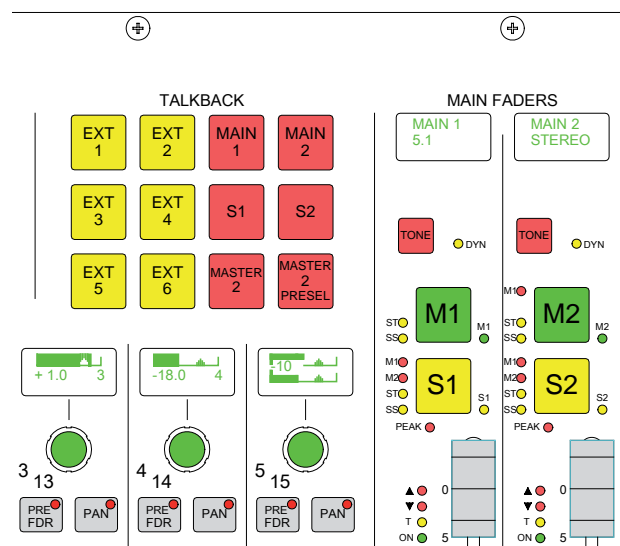 TALKBACK
EXT
1
EXT
2
MAIN
1
MAIN
2
EXT
3
EXT
4
S1
S2
EXT
5
EXT
6
MASTER
2
MASTER
2
PRESEL
MAIN FADERS
MAIN 1
5.1
MAIN 2
STEREO
TONE
DYN
TONE
DYN
ST
SS
M1
M1
M1
ST
SS
M2
M2
M1
M2
ST
SS
S1
S1
M1
M2
ST
SS
S2
S2
PEAK
PEAK
+ 1.0 3
-18.0 4
-10
3
13
4
14
5
15
PRE
FDR
PAN
PRE
FDR
PAN
PRE
FDR
PAN
0
T
ON 5
0
T
ON 5